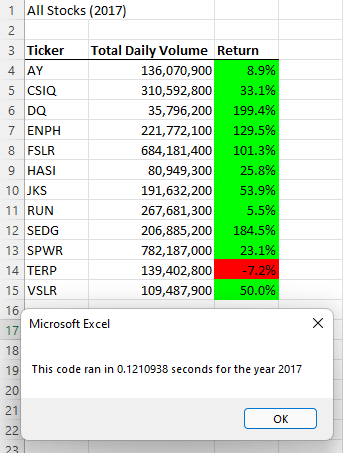 1 All Stocks (2017)
2
3 Ticker Total Daily Volume Return
4 AY 136,070,900 8.9%
5 CSIQ 310,592,800 33.1%
6 DQ 35,796,200 199.4%
7 ENPH 221,772,100 129.5%
8 FSLR 684,181,400 101.3%
9 HASI 80,949,300 25.8%
10 JKS 191,632,200 53.9%
11 RUN 267,681,300 5.5%
12 SEDG 206,885,200 184.5%
13 SPWR 782,187,000 23.1%
14 TERP 139,402,800 -7.2%
15 VSLR 109,487,900 50.0%
16
17 Microsoft Excel
18
19 This code ran in 0.1210938 seconds for the year 2017
20
21
22 OK
23